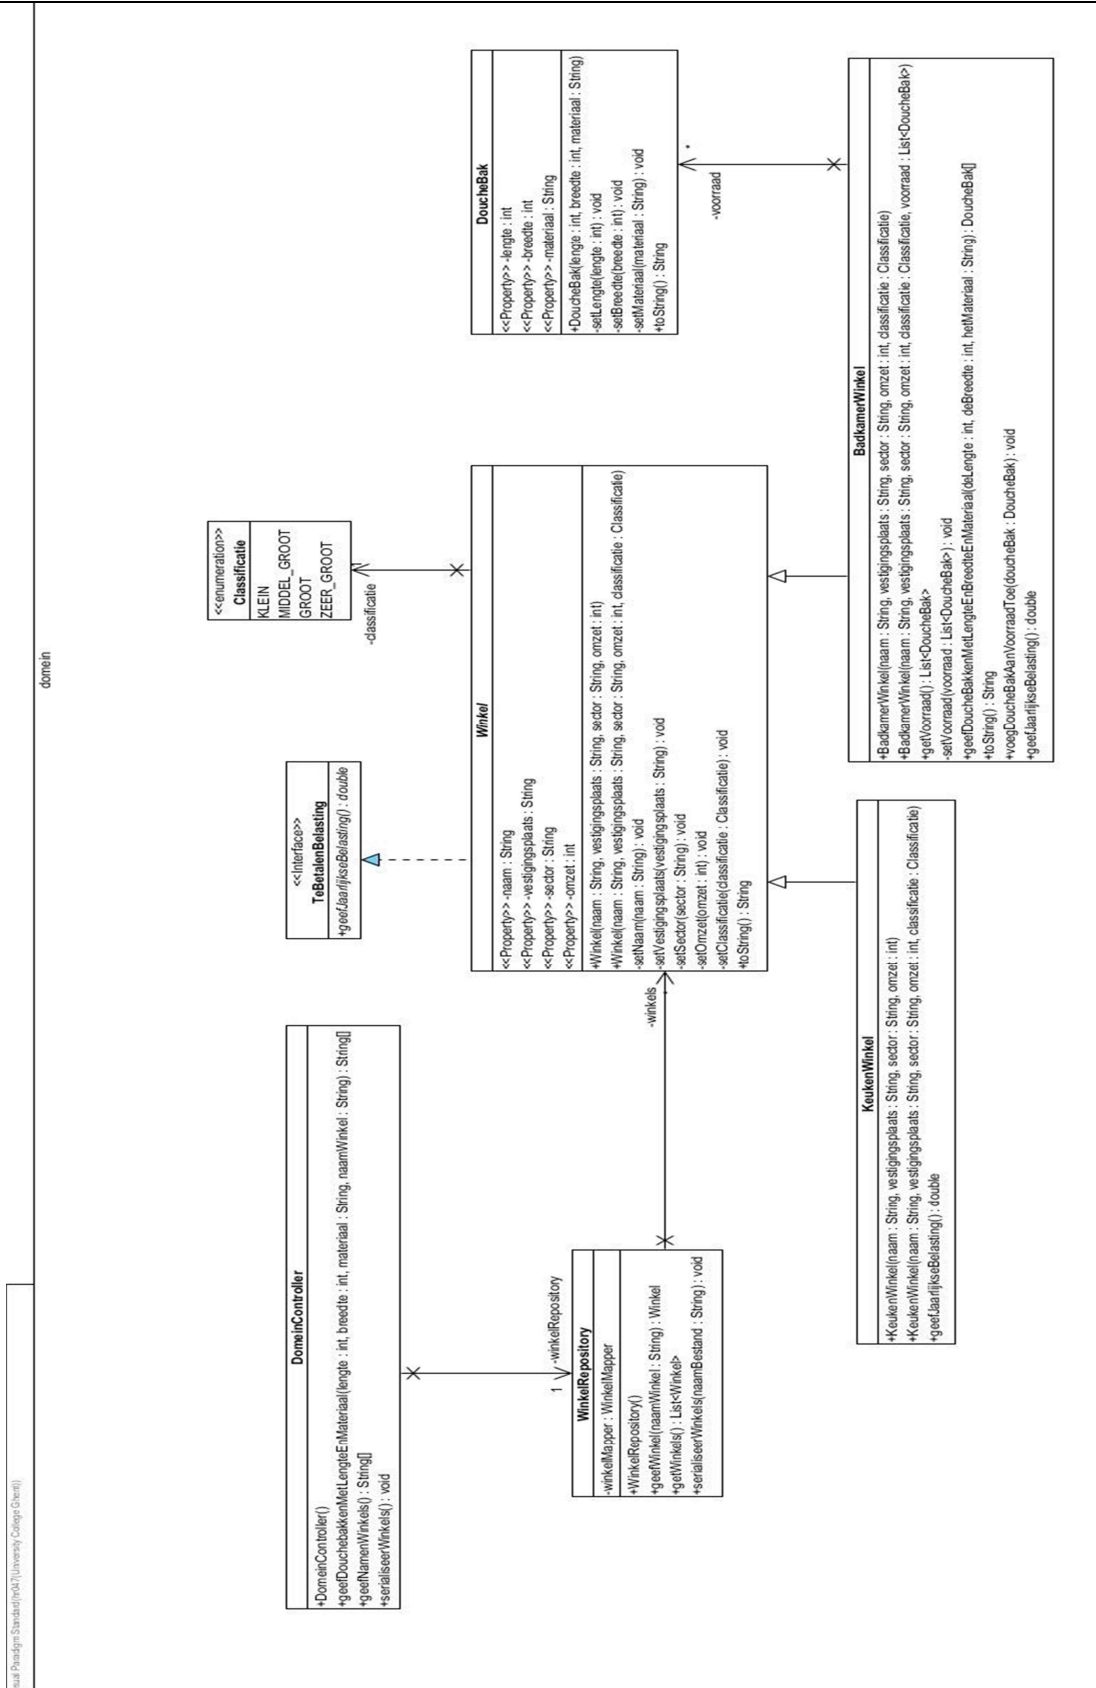 sual Paradigm Standard(hr047(University College Ghent))
domein
DomeinController
+DomeinController()
+geefDouchebakkenMetLengteEnMateriaal(lengte : int, breedte : int, materiaal : String, naamWinkel : String) : String[]
+geefNamenWinkels() : String[]
+serialiseerWinkels() : void
<<Interface>>
TeBetalenBelasting
+geefJaarlijkseBelasting() : double
<<enumeration>>
Classificatie
KLEIN
MIDDEL_GROOT
GROOT
ZEER_GROOT
-classificatie
1
-winkelRepository
WinkelRepository
-winkelMapper : WinkelMapper
+WinkelRepository()
+geefWinkel(naamWinkel : String) : Winkel
+getWinkels() : List<Winkel>
+serialiseerWinkels(naamBestand : String) : void
-winkels
*
Winkel
<<Property>> -naam : String
<<Property>> -vestigingsplaats : String
<<Property>> -sector : String
<<Property>> -omzet : int
+Winkel(naam : String, vestigingsplaats : String, sector : String, omzet : int)
+Winkel(naam : String, vestigingsplaats : String, sector : String, omzet : int, classificatie : Classificatie)
-setNaam(naam : String) : void
-setVestigingsplaats(vestigingsplaats : String) : void
-setSector(sector : String) : void
-setOmzet(omzet : int) : void
-setClassificatie(classificatie : Classificatie) : void
+toString() : String
DoucheBak
<<Property>> -lengte : int
<<Property>> -breedte : int
<<Property>> -materiaal : String
+DoucheBak(lengte : int, breedte : int, materiaal : String)
-setLengte(lengte : int) : void
-setBreedte(breedte : int) : void
-setMateriaal(materiaal : String) : void
+toString() : String
-voorraad
*
KeukenWinkel
+KeukenWinkel(naam : String, vestigingsplaats : String, sector : String, omzet : int)
+KeukenWinkel(naam : String, vestigingsplaats : String, sector : String, omzet : int, classificatie : Classificatie)
+geefJaarlijkseBelasting() : double
BadkamerWinkel
+BadkamerWinkel(naam : String, vestigingsplaats : String, sector : String, omzet : int, classificatie : Classificatie)
+BadkamerWinkel(naam : String, vestigingsplaats : String, sector : String, omzet : int, classificatie : Classificatie, voorraad : List<DoucheBak>)
+getVoorraad() : List<DoucheBak>
-setVoorraad(voorraad : List<DoucheBak>) : void
+geefDoucheBakkenMetLengteEnBreedteEnMateriaal(deLengte : int, deBreedte : int, hetMateriaal : String) : DoucheBak[]
+toString() : String
+voegDoucheBakAanVoorraadToe(doucheBak : DoucheBak) : void
+geefJaarlijkseBelasting() : double